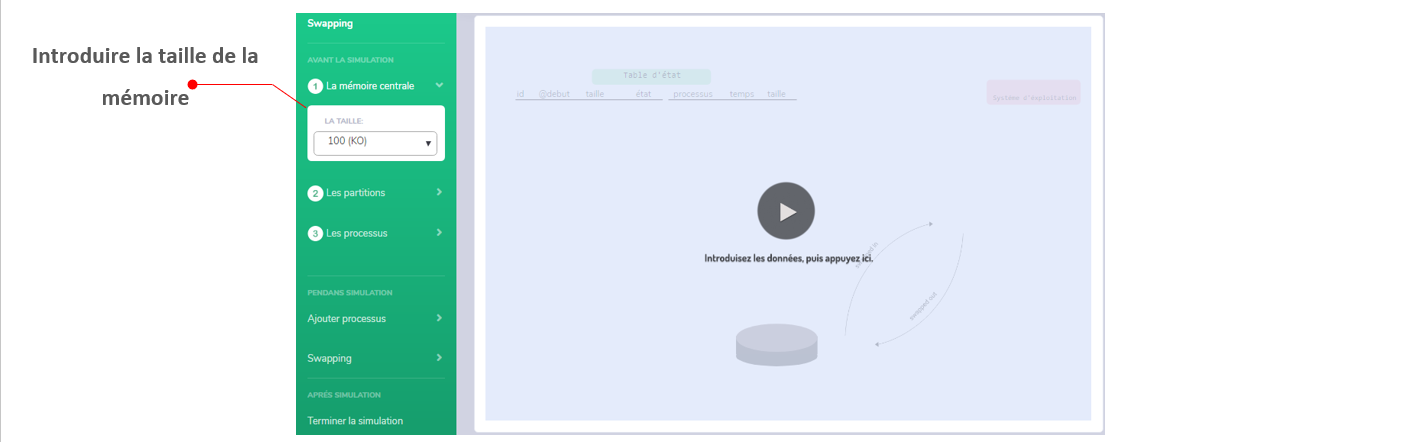 Introduire la taille de la
mémoire
Swapping
AVANT LA SIMULATION
1 La mémoire centrale
LA TAILLE:
100 (KO)
2 Les partitions
3 Les processus
PENDANS SIMULATION
Ajouter processus
Swapping
APRÉS SIMULATION
Terminer la simulation
Table d'état
id @debut taille état processus temps taille
Systeme d'exploitation
Introduisez les données, puis appuyez ici.
swapped in
swapped out